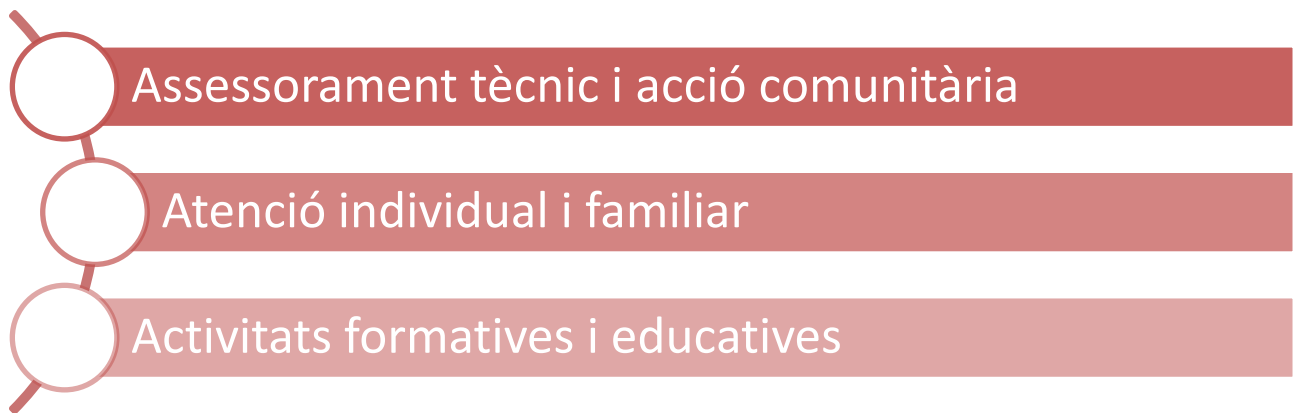 Assessorament tècnic i acció comunitària
Atenció individual i familiar
Activitats formatives i educatives